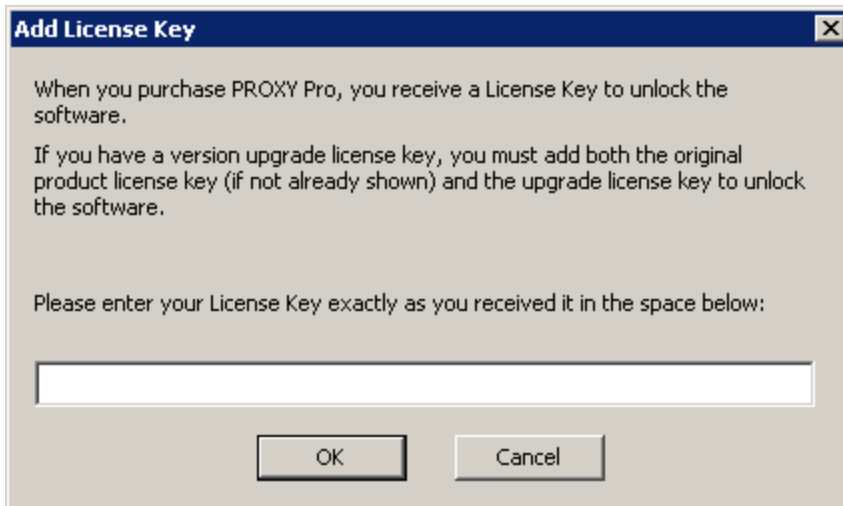 Add License Key
When you purchase PROXY Pro, you receive a License Key to unlock the
software.
If you have a version upgrade license key, you must add both the original
product license key (if not already shown) and the upgrade license key to unlock
the software.
Please enter your License Key exactly as you received it in the space below:
OK Cancel